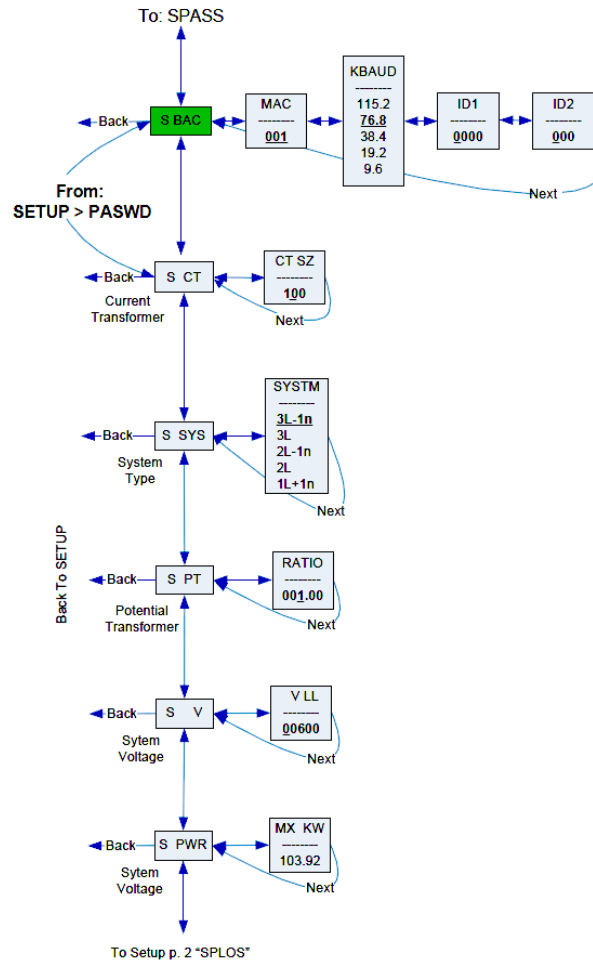 To: SPASS
Back
S BAC
MAC
--------
001
KBAUD
--------
115.2
76.8
38.4
19.2
9.6
ID1
--------
0000
ID2
--------
000
Next
From:
SETUP > PASWD
Back
S CT
Current
Transformer
CT SZ
--------
100
Next
Back
S SYS
System
Type
SYSTM
--------
3L-1n
3L
2L-1n
2L
1L+1n
Next
Back To SETUP
Back
S PT
Potential
Transformer
RATIO
--------
001.00
Next
Back
S V
Sytem
Voltage
V LL
--------
00600
Next
Back
S PWR
Sytem
Voltage
MX KW
--------
103.92
Next
To Setup p. 2 “SPLOS”